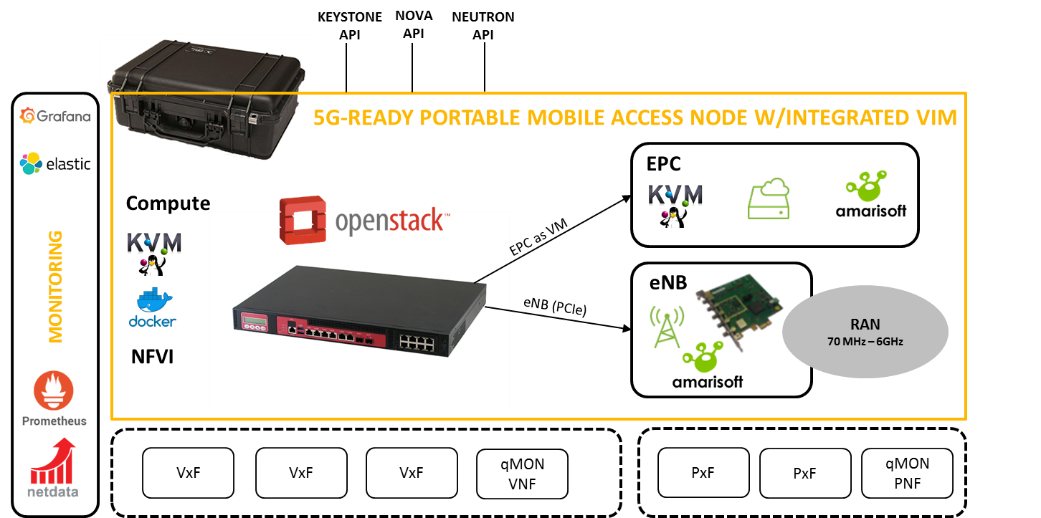 KEYSTONE
API
NOVA
API
NEUTRON
API
5G-READY PORTABLE MOBILE ACCESS NODE W/INTEGRATED VIM
Grafana
elastic
MONITORING
Prometheus
netdata
Compute
KVM
docker
NFVI
openstack™
EPC as VM
eNB (PCIe)
EPC
KVM
amarisoft
eNB
amarisoft
RAN
70 MHz – 6GHz
VxF
VxF
VxF
qMON
VNF
PxF
PxF
qMON
PNF